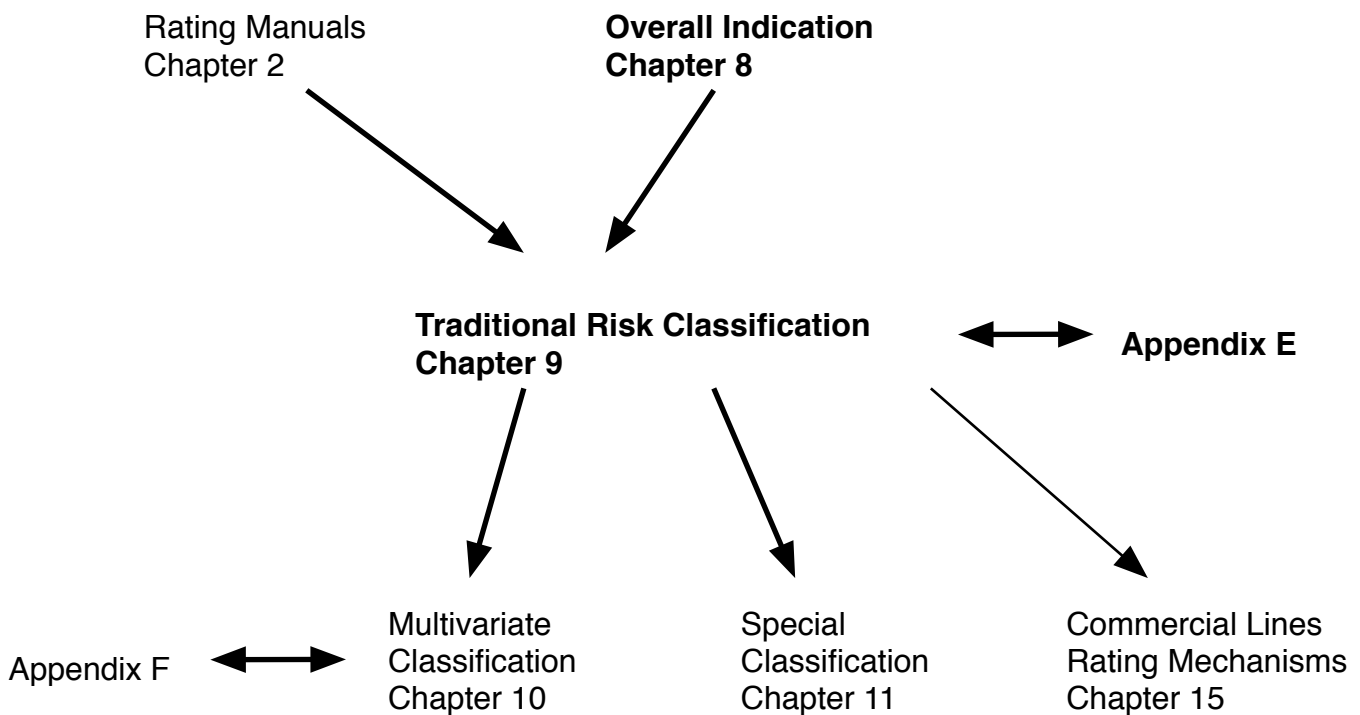 Rating Manuals
Chapter 2
Overall Indication
Chapter 8
Traditional Risk Classification
Chapter 9
Appendix E
Appendix F
Multivariate
Classification
Chapter 10
Special
Classification
Chapter 11
Commercial Lines
Rating Mechanisms
Chapter 15